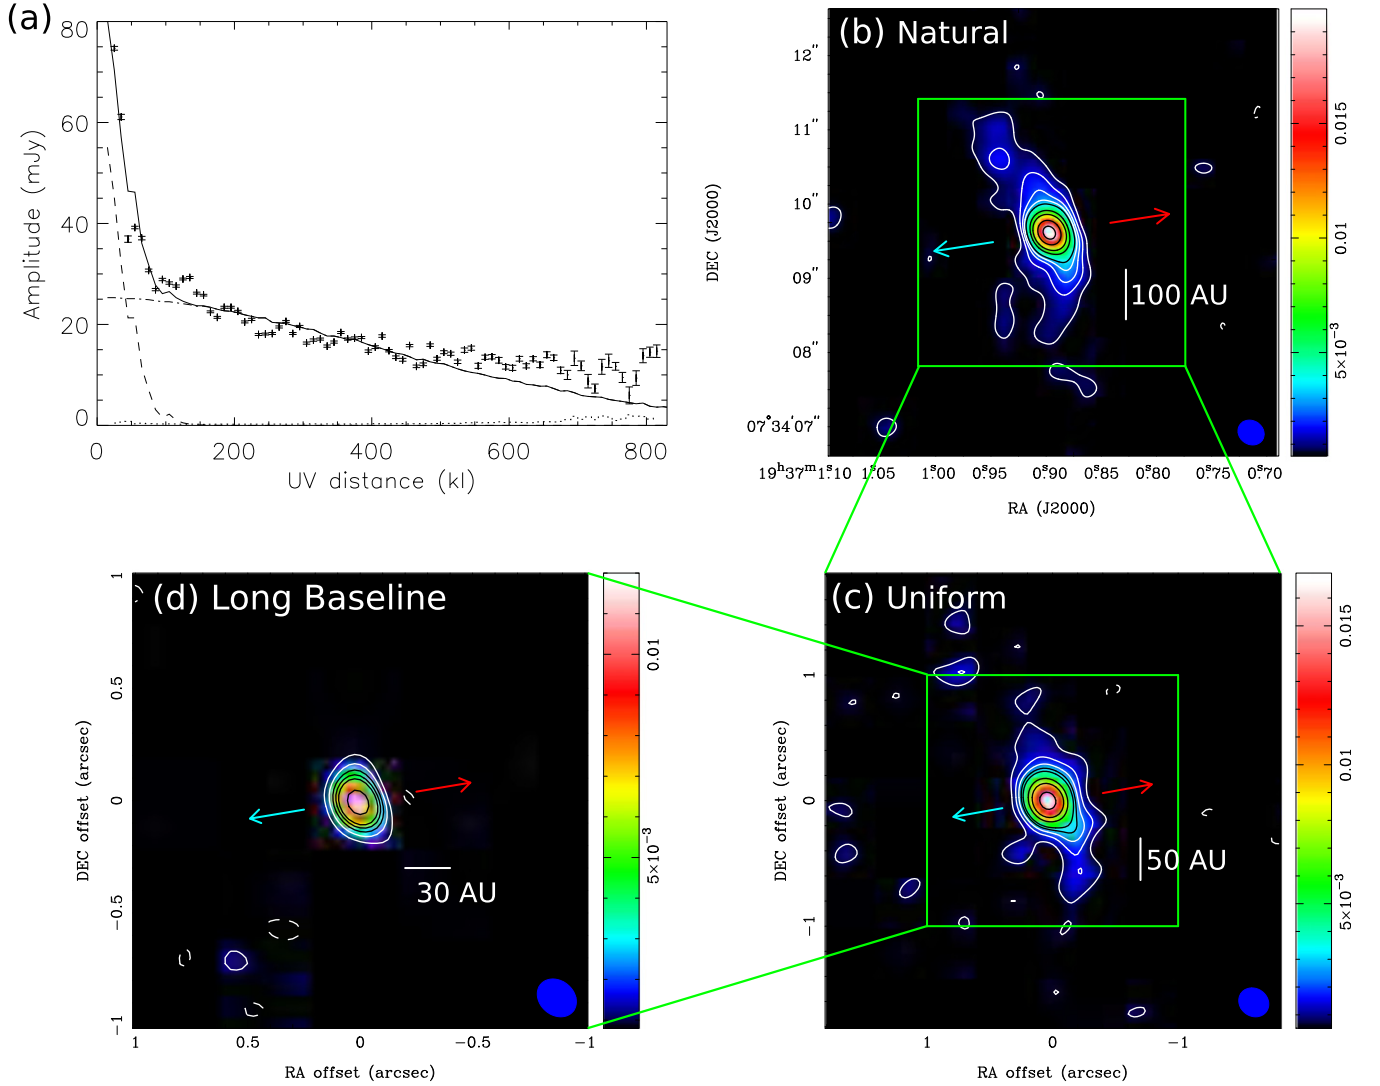 (a)
80
60
40
20
0
Amplitude (mJy)
0 200 400 600 800
UV distance (kl)
(b) Natural
12″
11″
10″
09″
08″
07°34′07″
DEC (J2000)
100 AU
19ʰ37ᵐ1ˢ.10 1ˢ.05 1ˢ.00 0ˢ.95 0ˢ.90 0ˢ.85 0ˢ.80 0ˢ.75 0ˢ.70
RA (J2000)
0.015
0.01
5×10⁻³
(d) Long Baseline
1
0.5
0
−0.5
−1
DEC offset (arcsec)
30 AU
1 0.5 0 −0.5 −1
RA offset (arcsec)
0.01
5×10⁻³
(c) Uniform
1
0
−1
DEC offset (arcsec)
50 AU
1 0 −1
RA offset (arcsec)
0.015
0.01
5×10⁻³